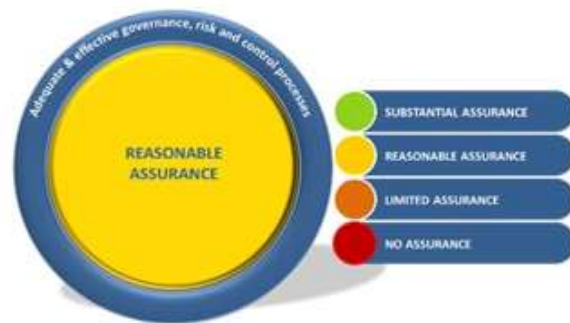 Adequate & effective governance, risk and control processes
REASONABLE
ASSURANCE
SUBSTANTIAL ASSURANCE
REASONABLE ASSURANCE
LIMITED ASSURANCE
NO ASSURANCE